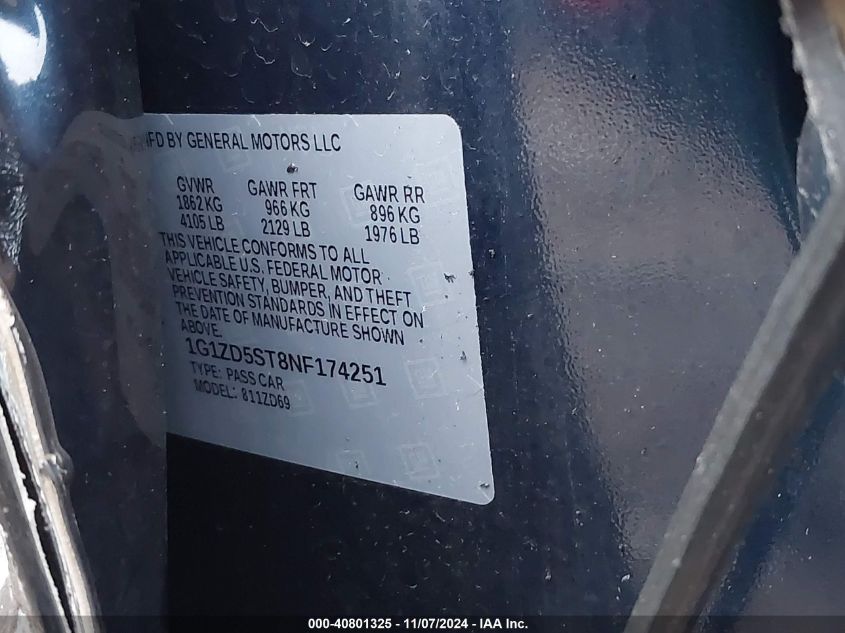 MFD BY GENERAL MOTORS LLC
GVWR GAWR FRT GAWR RR
1862 KG 966 KG 896 KG
4105 LB 2129 LB 1976 LB
THIS VEHICLE CONFORMS TO ALL
APPLICABLE U.S. FEDERAL MOTOR
VEHICLE SAFETY, BUMPER, AND THEFT
PREVENTION STANDARDS IN EFFECT ON
THE DATE OF MANUFACTURE SHOWN
ABOVE.
1G1ZD5ST8NF174251
TYPE: PASS CAR
MODEL: 811ZD69
000-40801325 - 11/07/2024 - IAA Inc.